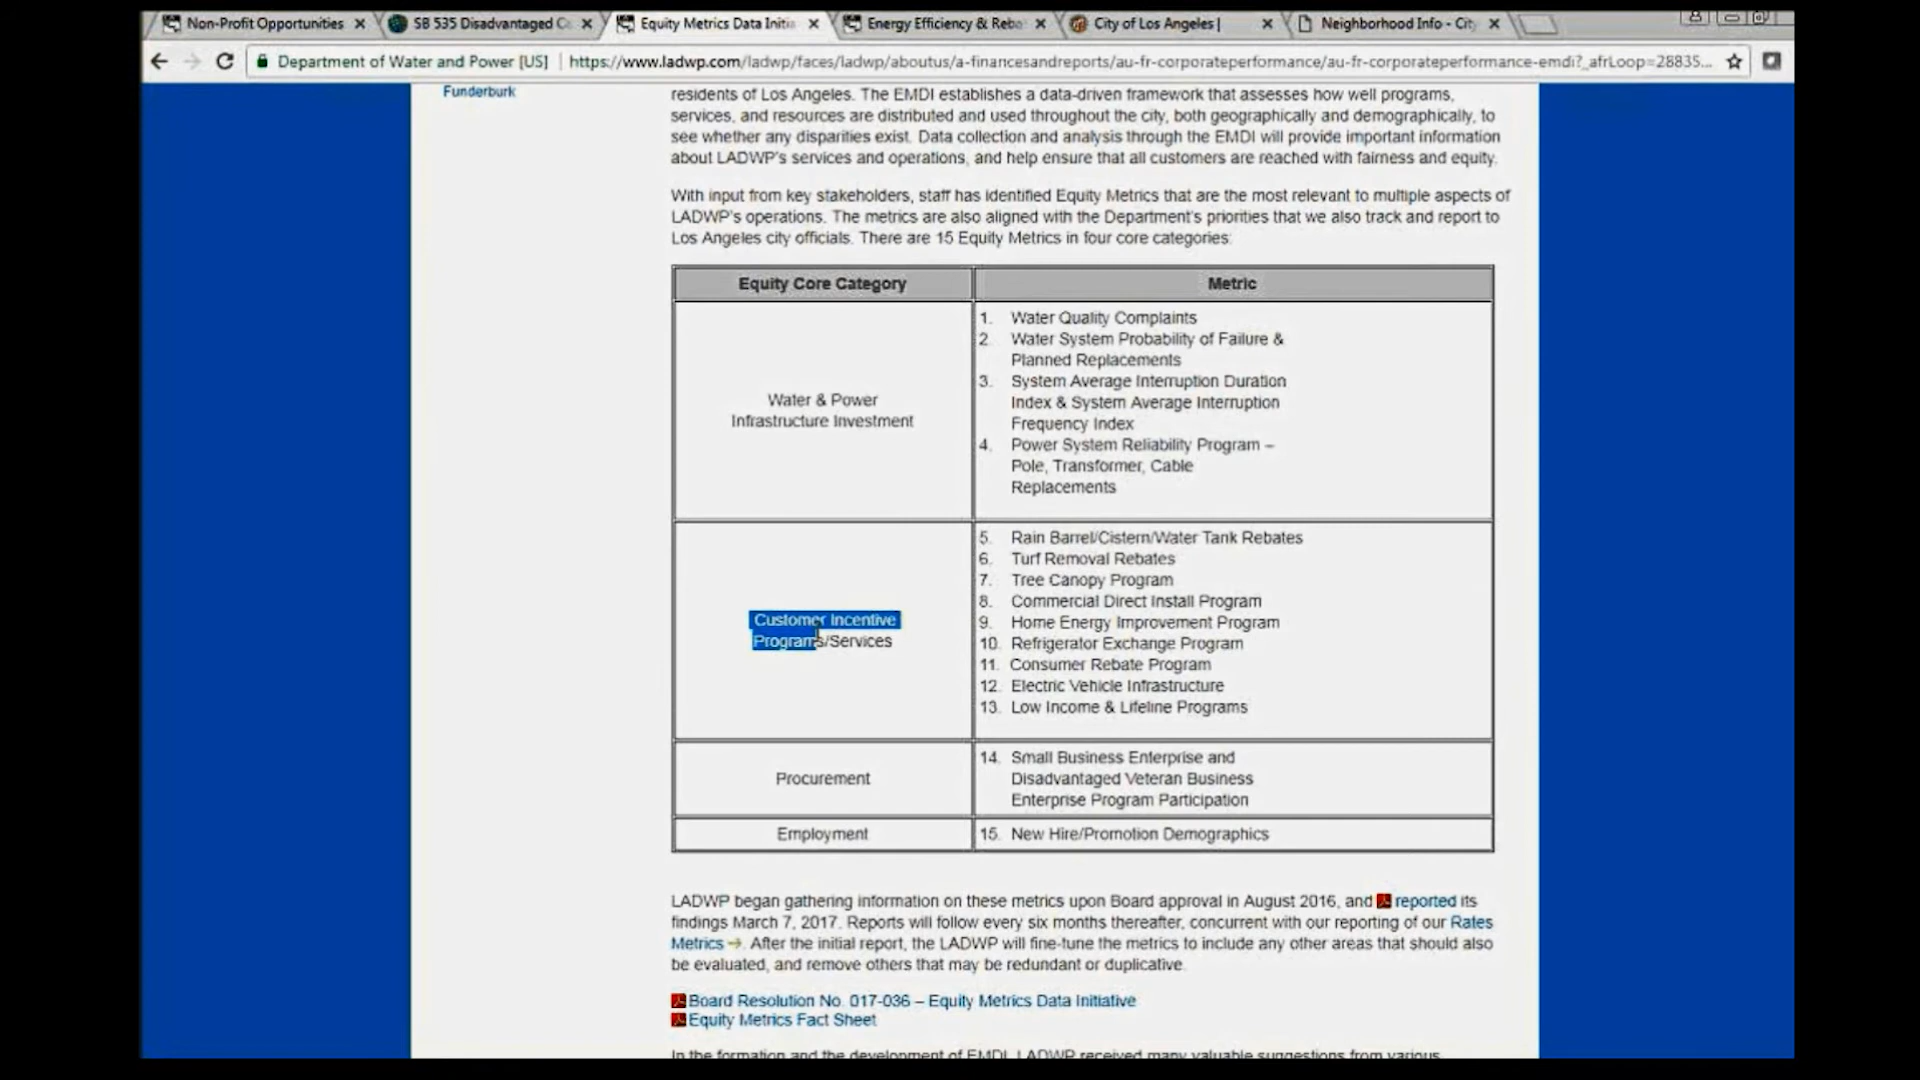 Non-Profit Opportunities
SB 535 Disadvantaged C
Equity Metrics Data Initia
Energy Efficiency & Reba
City of Los Angeles |
Neighborhood Info - City
Department of Water and Power [US]
https://www.ladwp.com/ladwp/faces/ladwp/aboutus/a-financesandreports/au-fr-corporateperformance/au-fr-corporateperformance-emdi?_afrLoop=28835...
Funderburk
residents of Los Angeles. The EMDI establishes a data-driven framework that assesses how well programs,
services, and resources are distributed and used throughout the city, both geographically and demographically, to
see whether any disparities exist. Data collection and analysis through the EMDI will provide important information
about LADWP's services and operations, and help ensure that all customers are reached with fairness and equity.
With input from key stakeholders, staff has identified Equity Metrics that are the most relevant to multiple aspects of
LADWP's operations. The metrics are also aligned with the Department's priorities that we also track and report to
Los Angeles city officials. There are 15 Equity Metrics in four core categories:
Equity Core Category
Metric
Water & Power
Infrastructure Investment
1. Water Quality Complaints
2. Water System Probability of Failure &
Planned Replacements
3. System Average Interruption Duration
Index & System Average Interruption
Frequency Index
4. Power System Reliability Program –
Pole, Transformer, Cable
Replacements
Customer Incentive
Programs/Services
5. Rain Barrel/Cistern/Water Tank Rebates
6. Turf Removal Rebates
7. Tree Canopy Program
8. Commercial Direct Install Program
9. Home Energy Improvement Program
10. Refrigerator Exchange Program
11. Consumer Rebate Program
12. Electric Vehicle Infrastructure
13. Low Income & Lifeline Programs
Procurement
14. Small Business Enterprise and
Disadvantaged Veteran Business
Enterprise Program Participation
Employment
15. New Hire/Promotion Demographics
LADWP began gathering information on these metrics upon Board approval in August 2016, and reported its
findings March 7, 2017. Reports will follow every six months thereafter, concurrent with our reporting of our Rates
Metrics → . After the initial report, the LADWP will fine-tune the metrics to include any other areas that should also
be evaluated, and remove others that may be redundant or duplicative.
Board Resolution No. 017-036 – Equity Metrics Data Initiative
Equity Metrics Fact Sheet
In the formation and the development of EMDI, LADWP received many valuable suggestions from various